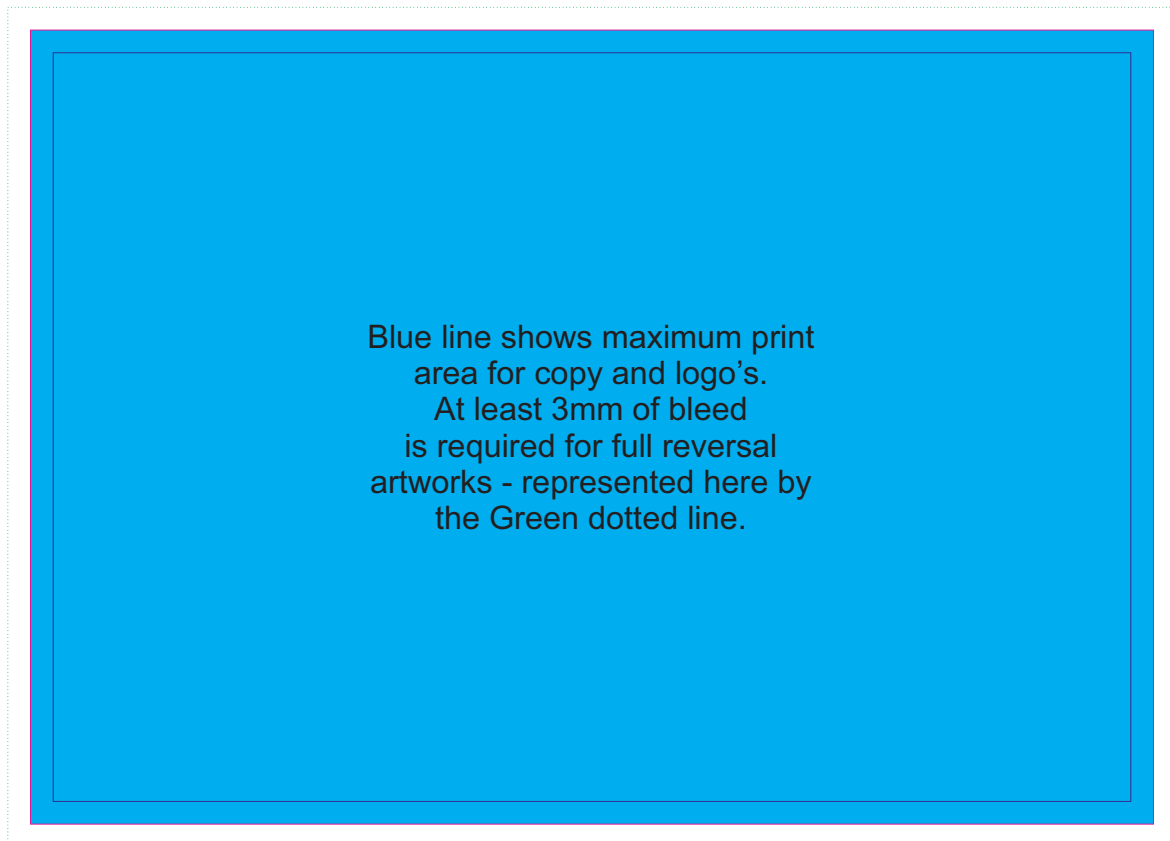 Blue line shows maximum print
area for copy and logo’s.
At least 3mm of bleed
is required for full reversal
artworks - represented here by
the Green dotted line.